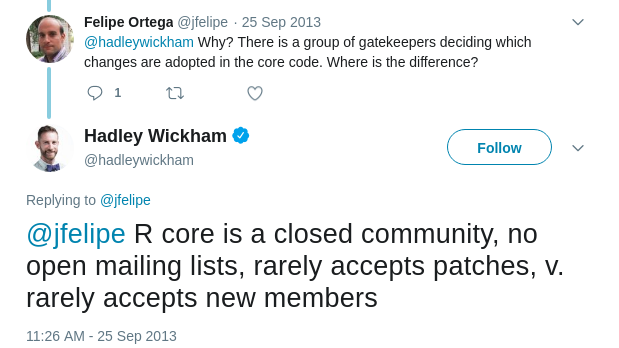 Felipe Ortega @jfelipe · 25 Sep 2013
@hadleywickham Why? There is a group of gatekeepers deciding which
changes are adopted in the core code. Where is the difference?
1
Hadley Wickham
@hadleywickham
Follow
Replying to @jfelipe
@jfelipe R core is a closed community, no
open mailing lists, rarely accepts patches, v.
rarely accepts new members
11:26 AM - 25 Sep 2013